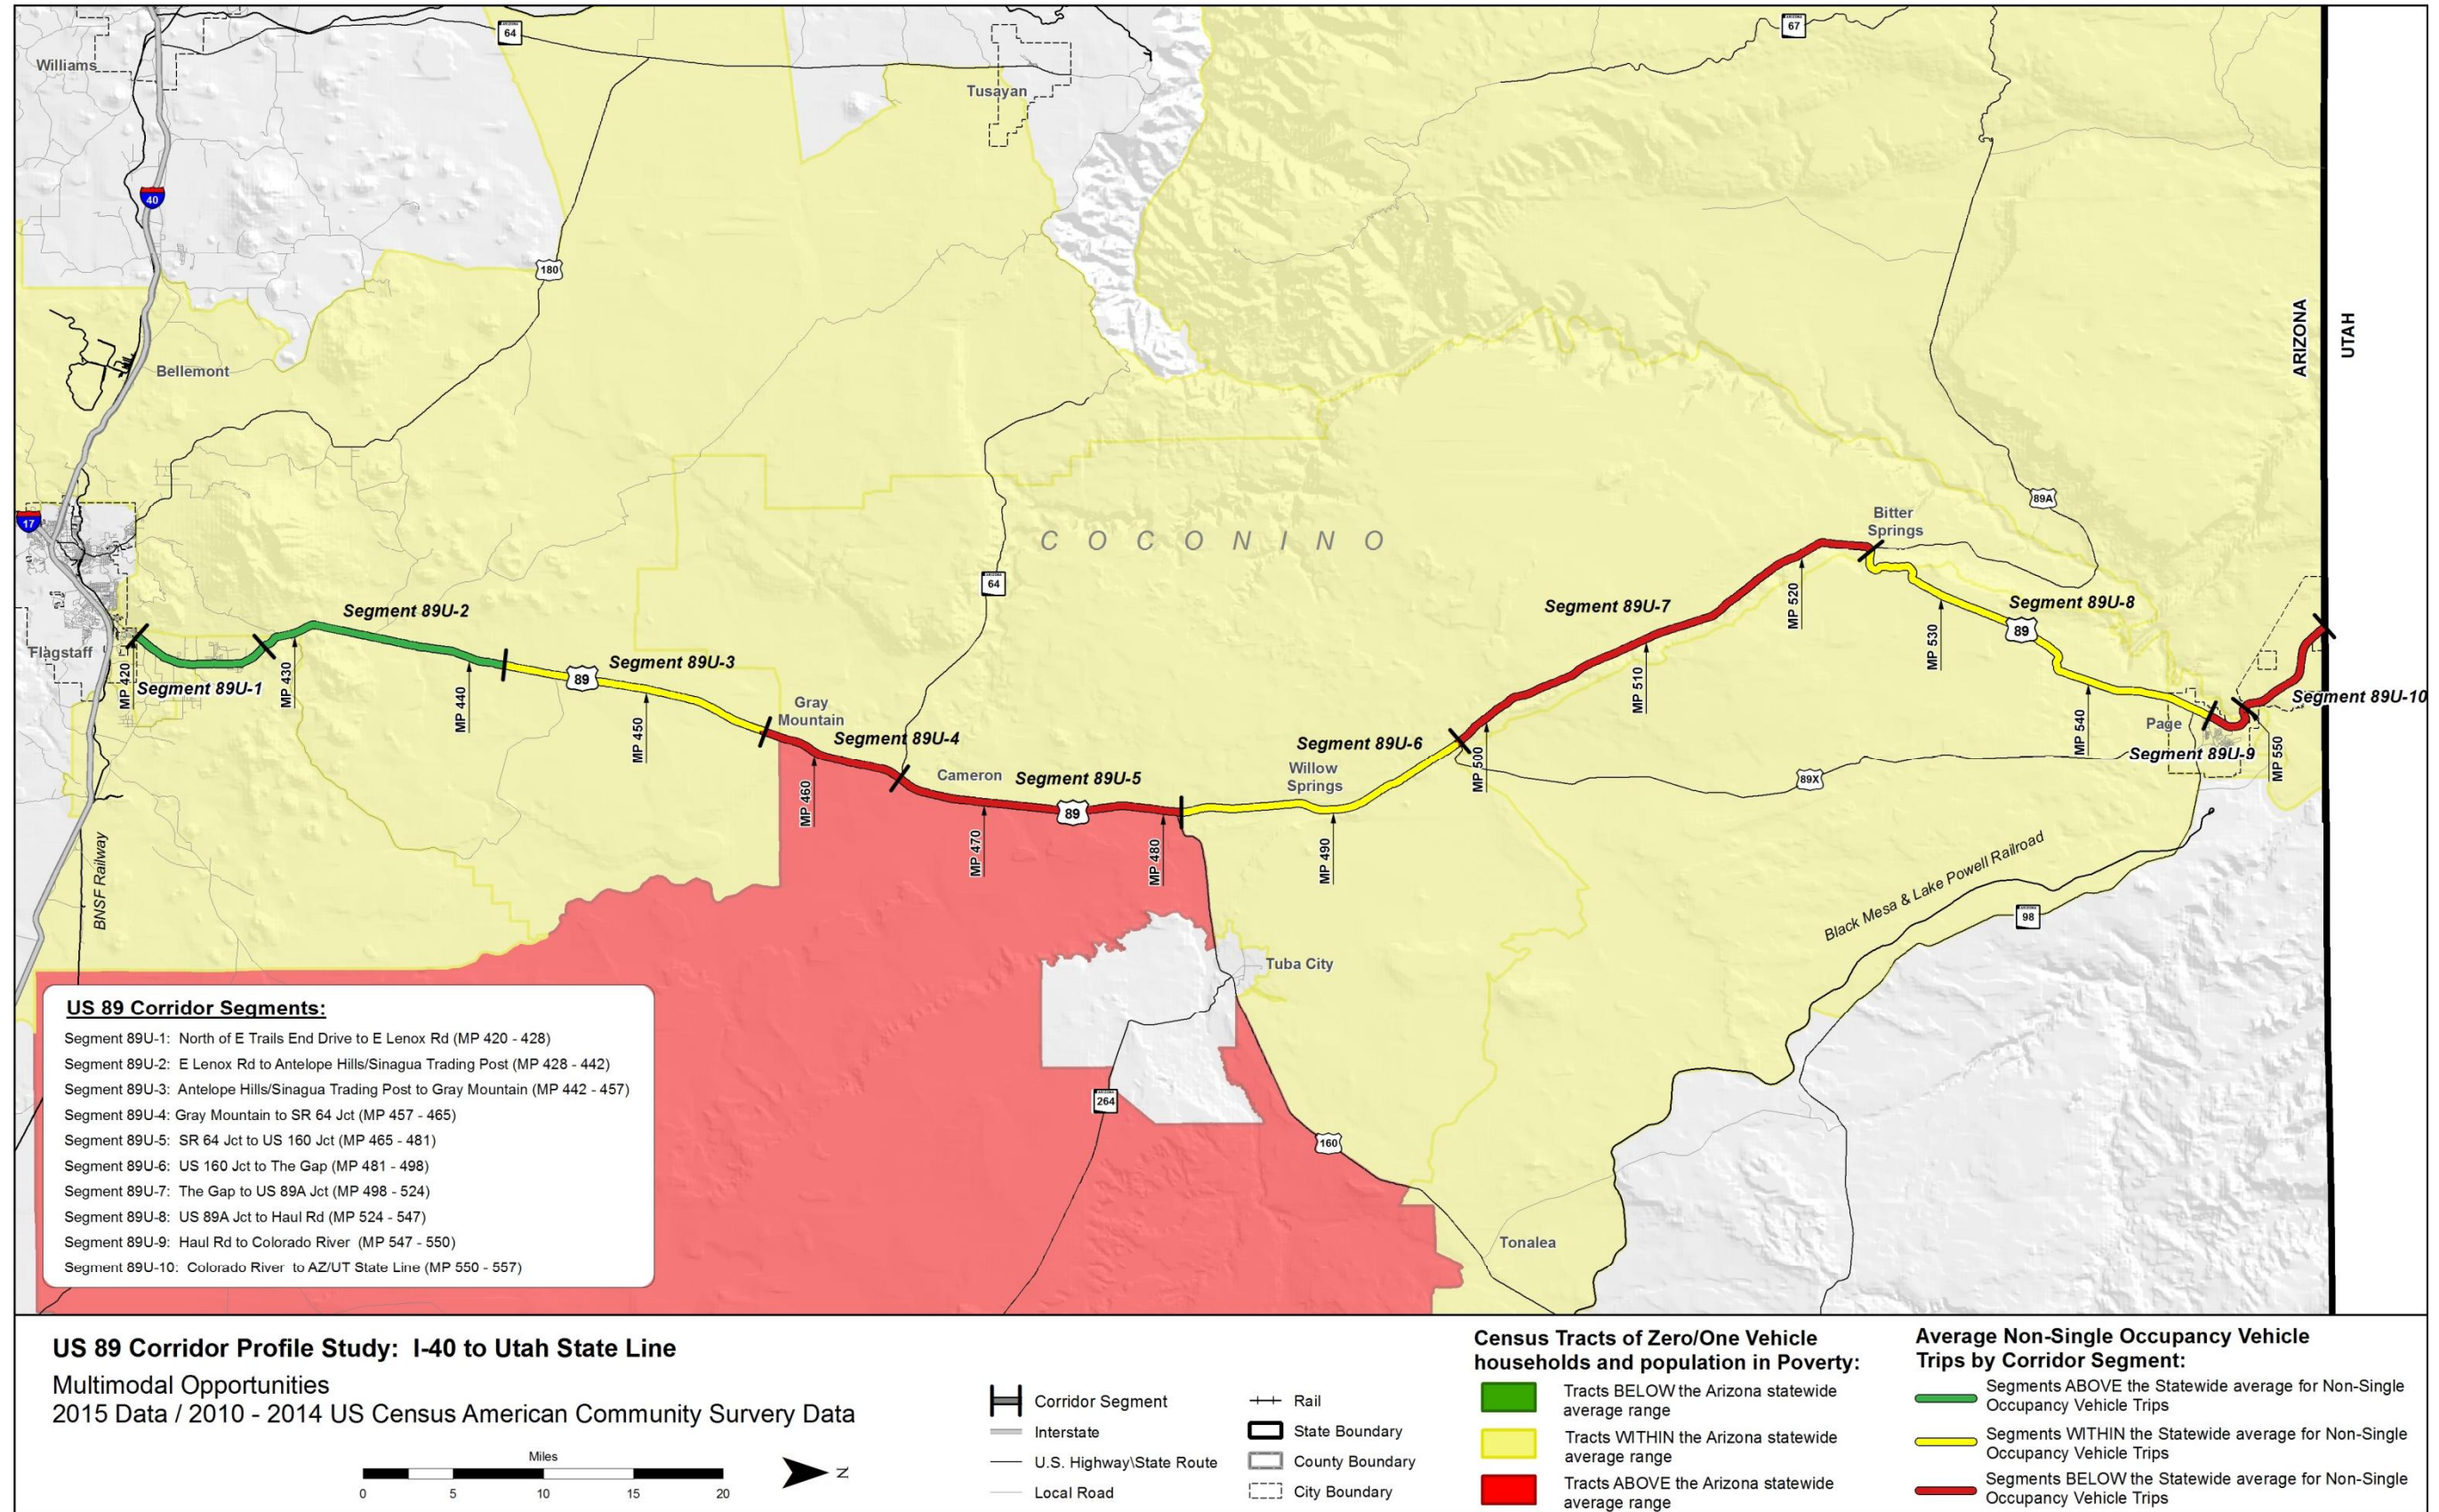 64
67
Williams
Tusayan
40
180
ARIZONA
UTAH
Bellemont
89A
17
Bitter
Springs
COCONINO
64
MP 520
Segment 89U-2
Segment 89U-7
Segment 89U-8
MP 530
89
Flagstaff
MP 420
Segment 89U-1
MP 430
MP 440
89
Segment 89U-3
MP 450
Gray
Mountain
Segment 89U-4
MP 460
Cameron
Segment 89U-5
89
MP 470
MP 480
Segment 89U-6
Willow
Springs
MP 490
MP 500
MP 510
89X
MP 540
Page
Segment 89U-9
MP 550
Segment 89U-10
BNSF Railway
Black Mesa & Lake Powell Railroad
98
Tuba City
264
160
Tonalea
US 89 Corridor Segments:
Segment 89U-1: North of E Trails End Drive to E Lenox Rd (MP 420 - 428)
Segment 89U-2: E Lenox Rd to Antelope Hills/Sinagua Trading Post (MP 428 - 442)
Segment 89U-3: Antelope Hills/Sinagua Trading Post to Gray Mountain (MP 442 - 457)
Segment 89U-4: Gray Mountain to SR 64 Jct (MP 457 - 465)
Segment 89U-5: SR 64 Jct to US 160 Jct (MP 465 - 481)
Segment 89U-6: US 160 Jct to The Gap (MP 481 - 498)
Segment 89U-7: The Gap to US 89A Jct (MP 498 - 524)
Segment 89U-8: US 89A Jct to Haul Rd (MP 524 - 547)
Segment 89U-9: Haul Rd to Colorado River (MP 547 - 550)
Segment 89U-10: Colorado River to AZ/UT State Line (MP 550 - 557)
US 89 Corridor Profile Study: I-40 to Utah State Line
Multimodal Opportunities
2015 Data / 2010 - 2014 US Census American Community Survery Data
Miles
0 5 10 15 20
N
Corridor Segment
Interstate
U.S. Highway\State Route
Local Road
Rail
State Boundary
County Boundary
City Boundary
Census Tracts of Zero/One Vehicle
households and population in Poverty:
Tracts BELOW the Arizona statewide
average range
Tracts WITHIN the Arizona statewide
average range
Tracts ABOVE the Arizona statewide
average range
Average Non-Single Occupancy Vehicle
Trips by Corridor Segment:
Segments ABOVE the Statewide average for Non-Single
Occupancy Vehicle Trips
Segments WITHIN the Statewide average for Non-Single
Occupancy Vehicle Trips
Segments BELOW the Statewide average for Non-Single
Occupancy Vehicle Trips